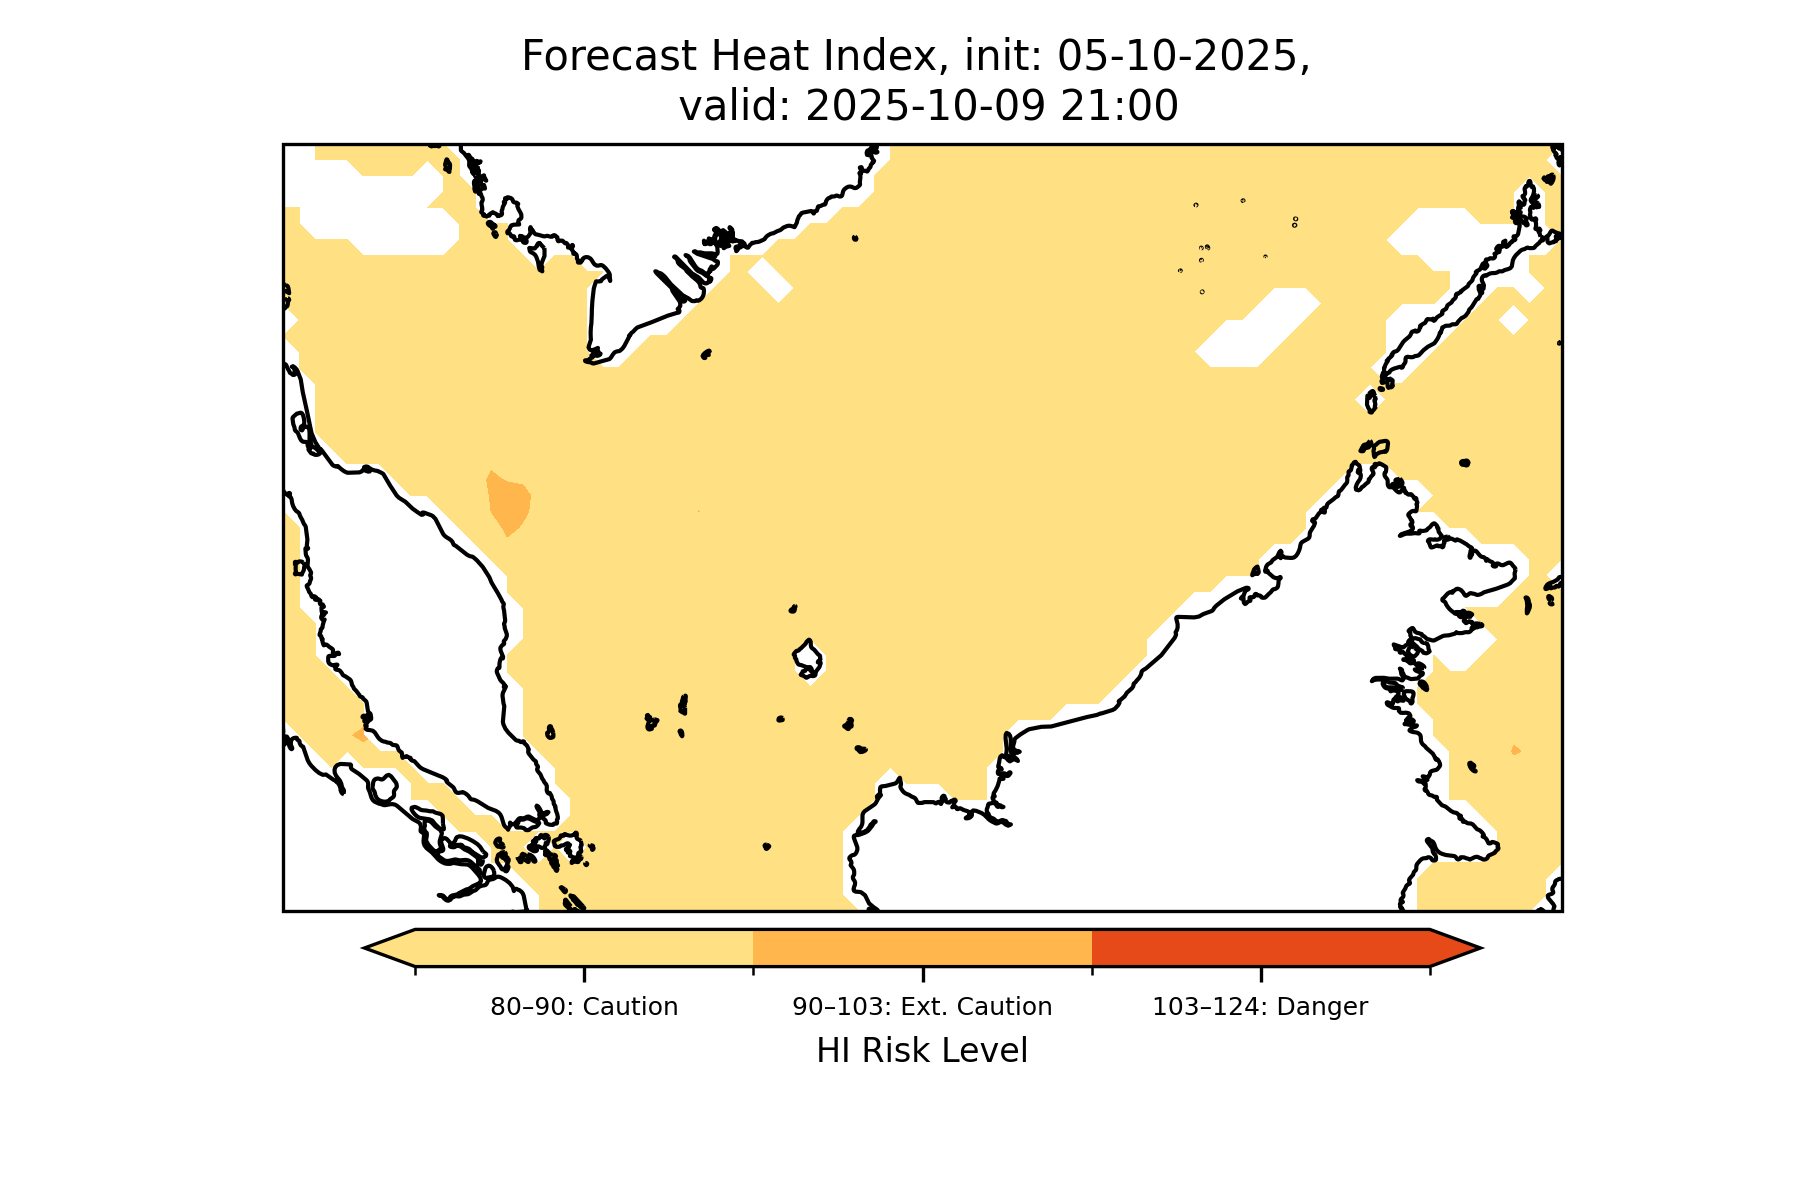 Forecast Heat Index, init: 05-10-2025,
valid: 2025-10-09 21:00
80–90: Caution
90–103: Ext. Caution
103–124: Danger
HI Risk Level